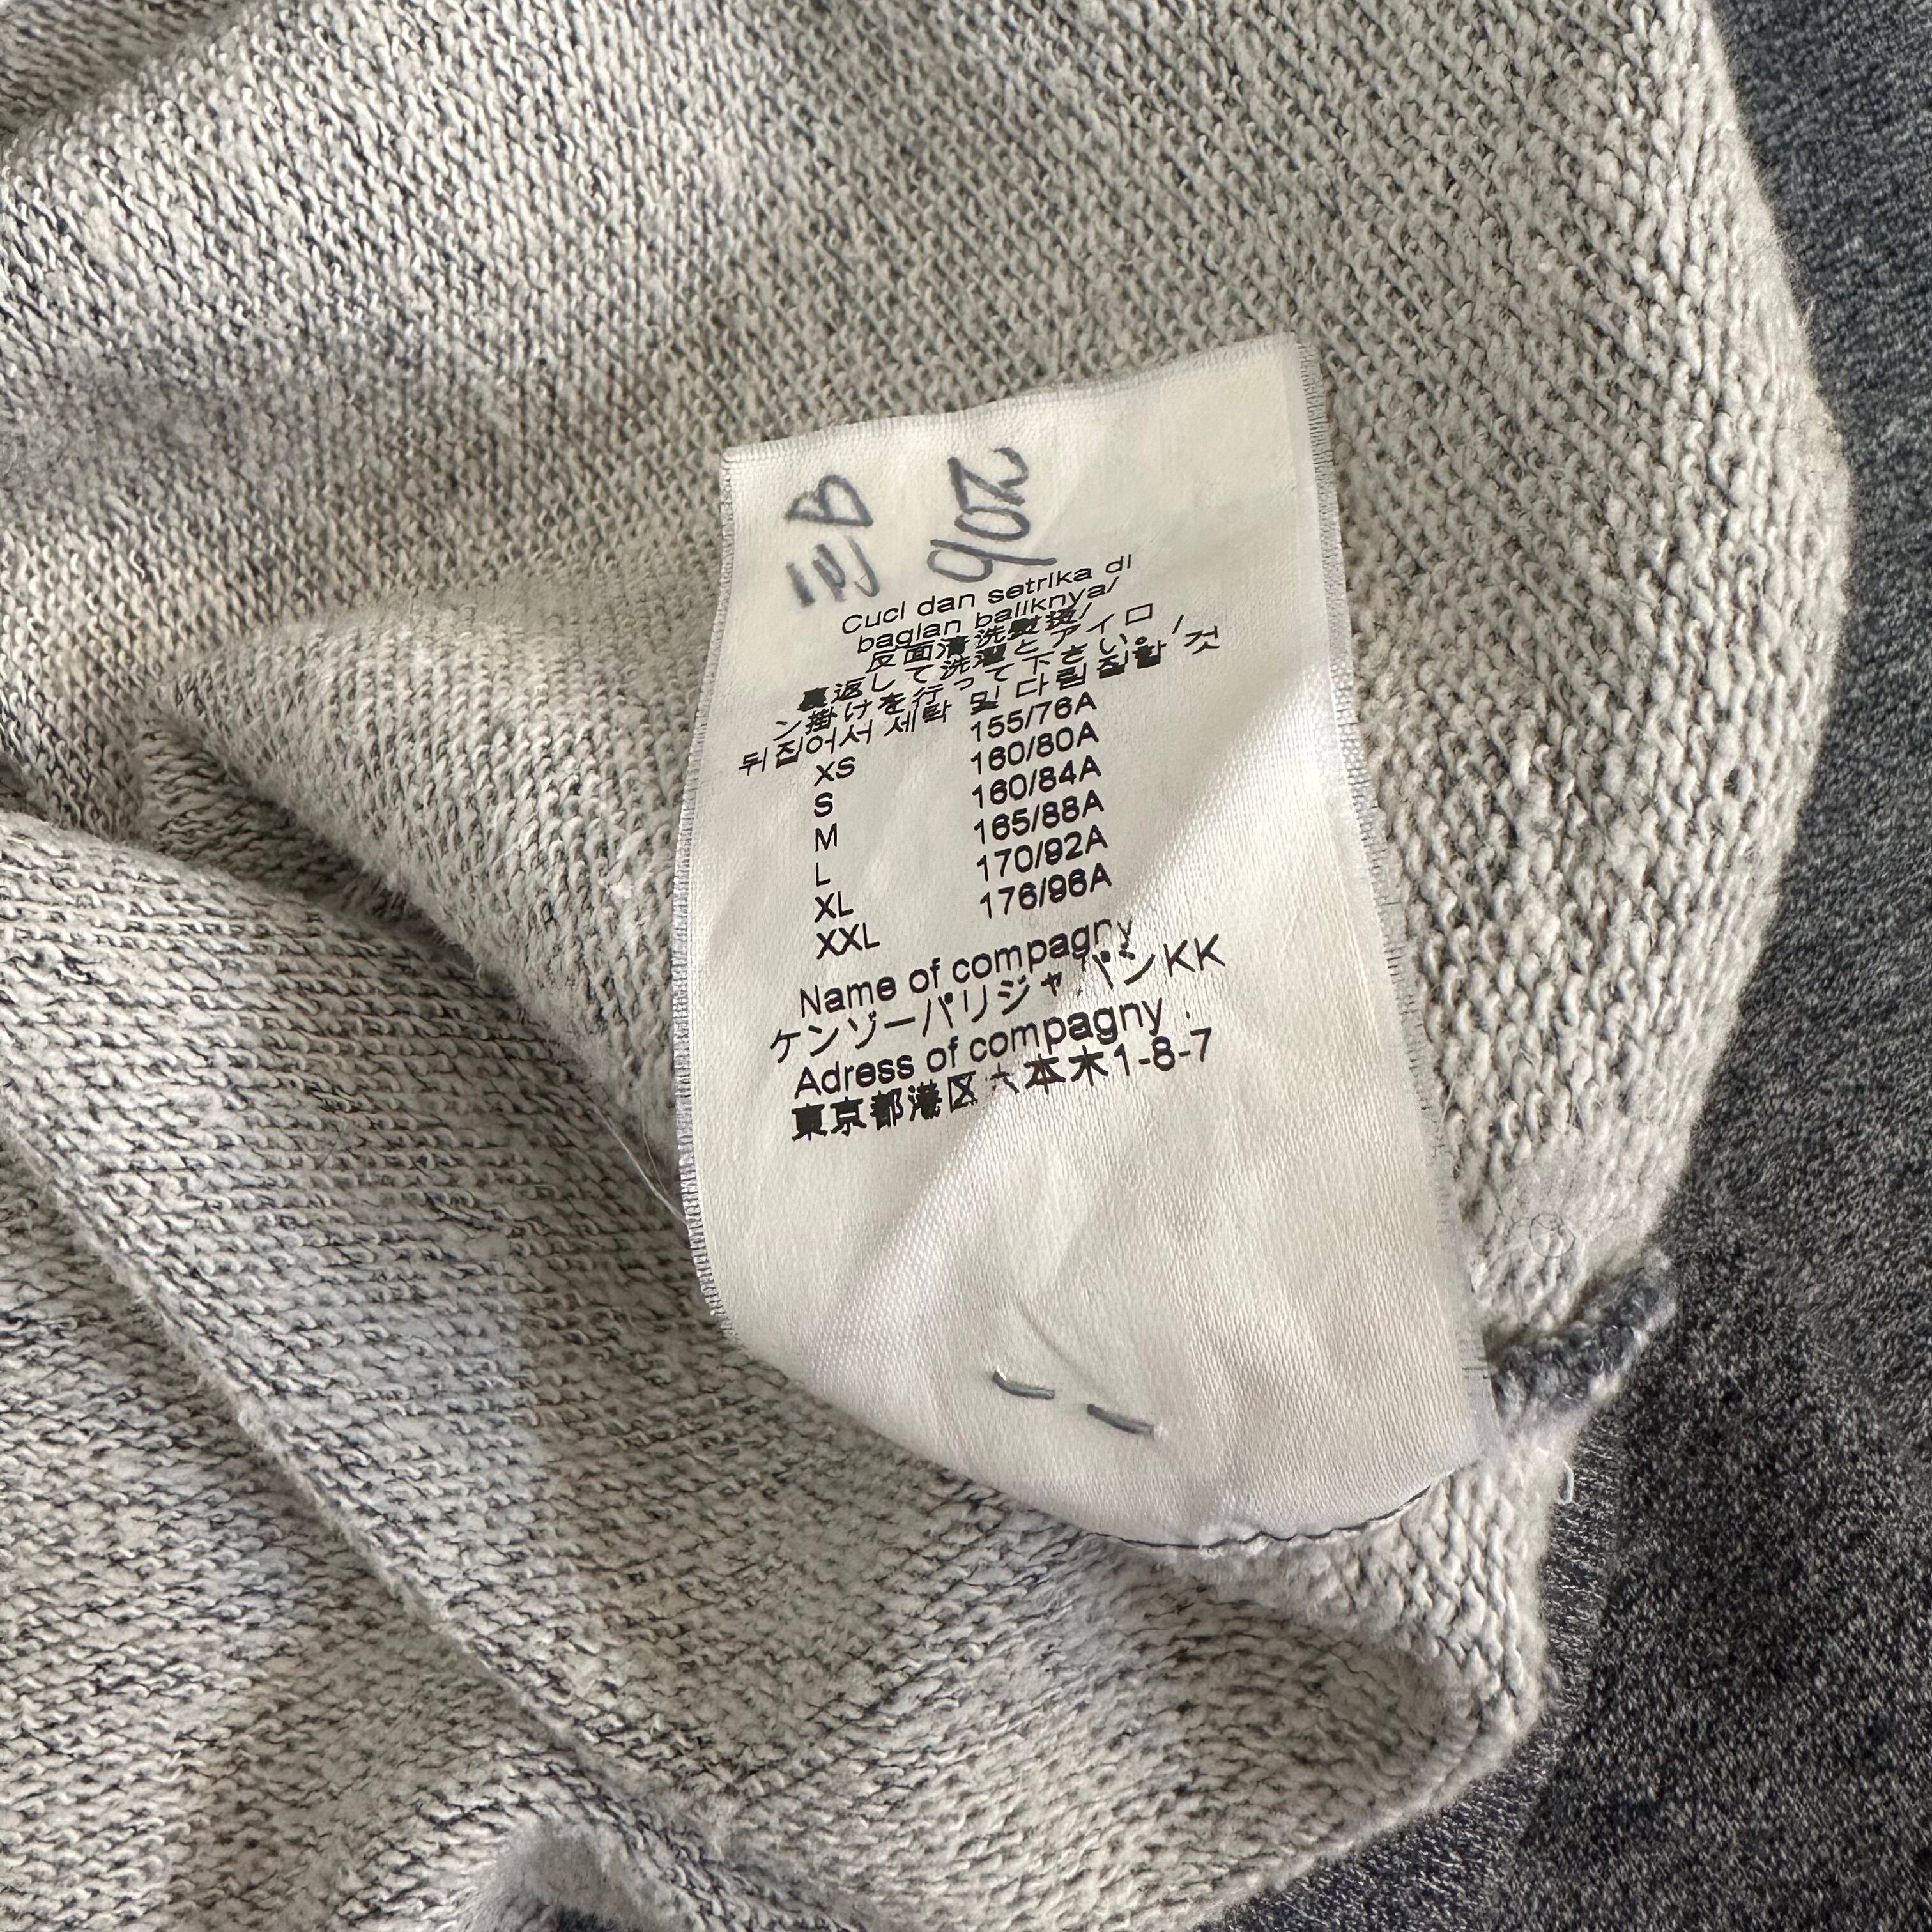 Cuci dan setrika di
bagian baliknya/
反面清洗熨烫/
裏返して洗濯とアイロ
ン掛けを行って下さい。/
뒤집어서 세탁 및 다림질할 것
XS 155/76A
S 160/80A
M 160/84A
L 165/88A
XL 170/92A
XXL 176/96A
Name of compagny
ケンゾーパリジャパンKK
Adress of compagny
東京都港区六本木1-8-7